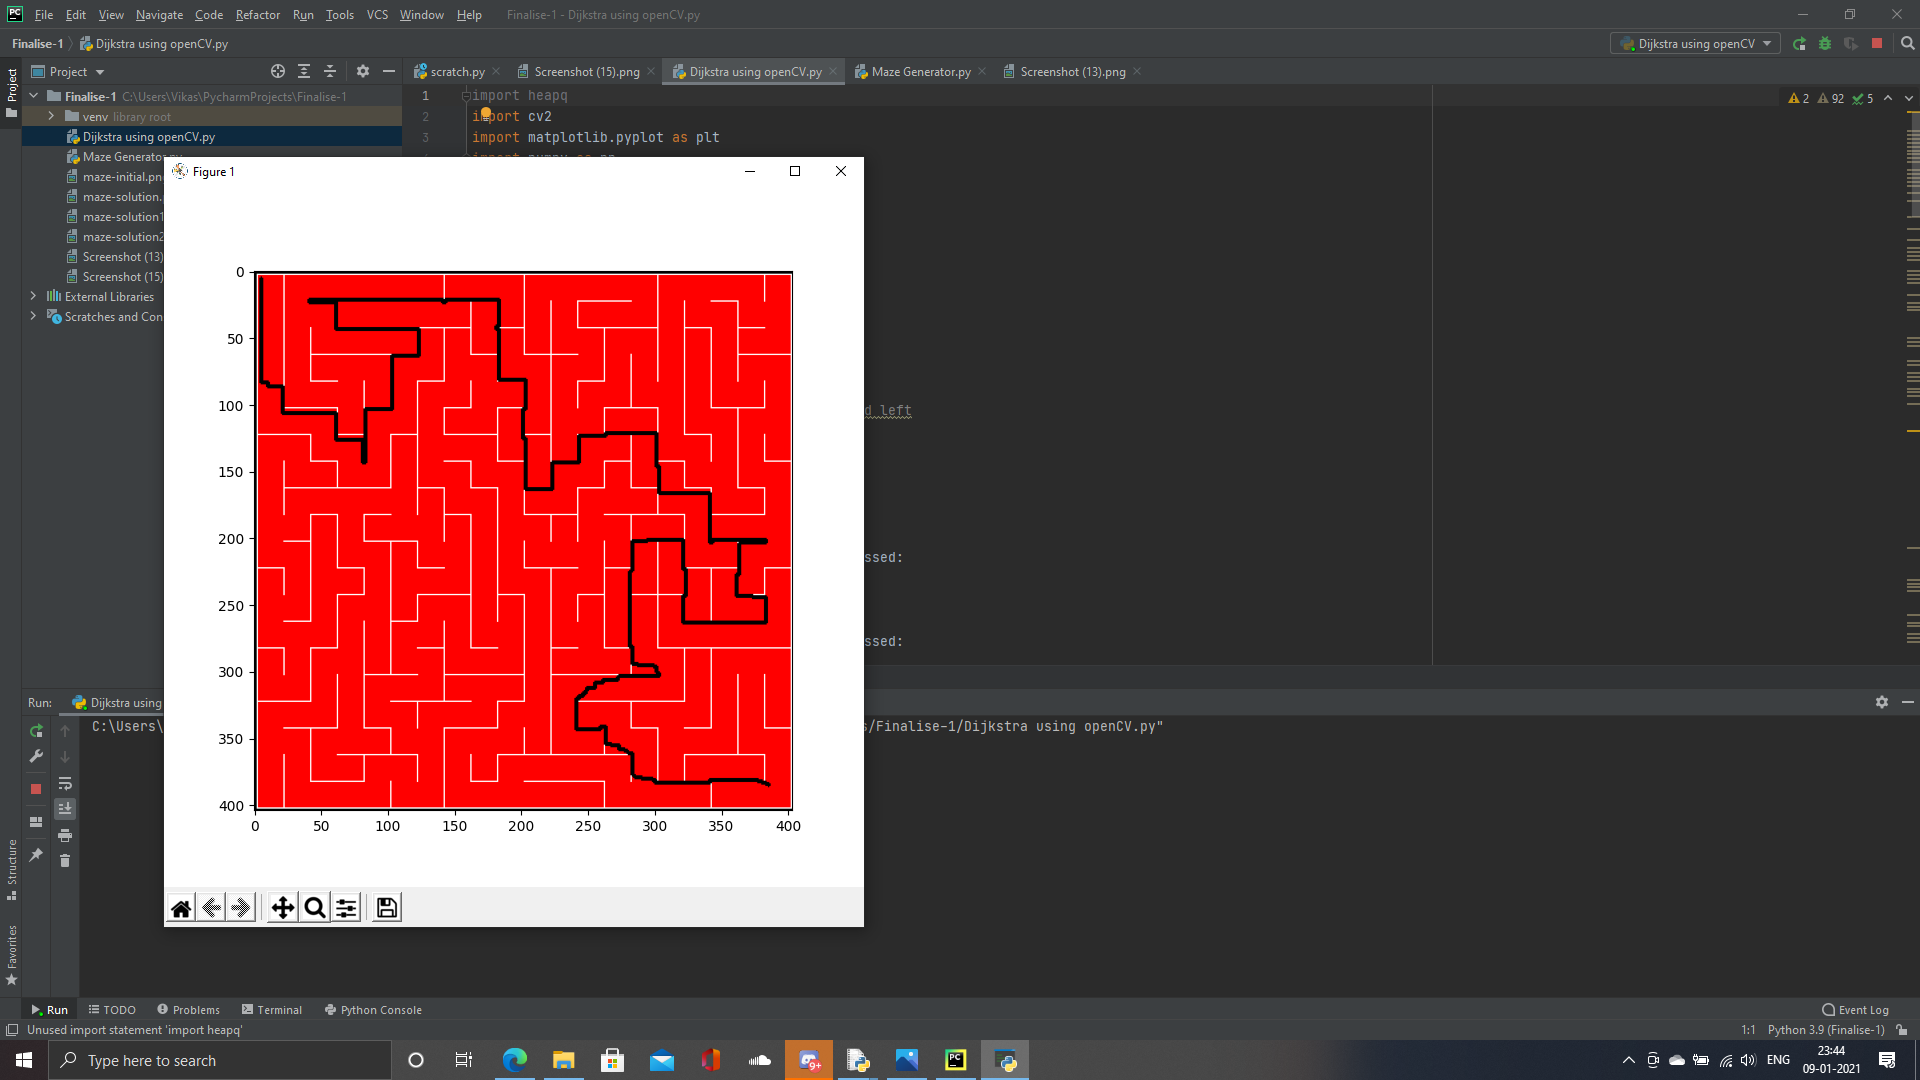 PC File Edit View Navigate Code Refactor Run Tools VCS Window Help Finalise-1 - Dijkstra using openCV.py
Finalise-1 Dijkstra using openCV.py Dijkstra using openCV
Project scratch.py Screenshot (15).png Dijkstra using openCV.py Maze Generator.py Screenshot (13).png
Project
Finalise-1 C:\Users\Vikas\PycharmProjects\Finalise-1
venv library root
Dijkstra using openCV.py
Maze Generator.py
maze-initial.pn
maze-solution.
maze-solution1
maze-solution2
Screenshot (13)
Screenshot (15)
External Libraries
Scratches and Con
1 import heapq
2 import cv2
3 import matplotlib.pyplot as plt
2 92 5
d left
ssed:
ssed:
Figure 1
0
50
100
150
200
250
300
350
400
0 50 100 150 200 250 300 350 400
Run: Dijkstra using
C:\Users\
s/Finalise-1/Dijkstra using openCV.py"
Structure
Favorites
Run TODO Problems Terminal Python Console Event Log
Unused import statement 'import heapq' 1:1 Python 3.9 (Finalise-1)
Type here to search
9+
PC
ENG
23:44
09-01-2021